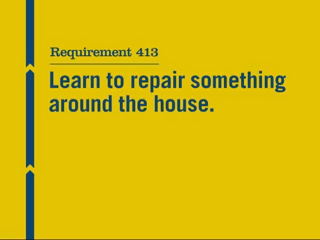 Requirement 413
Learn to repair something
around the house.